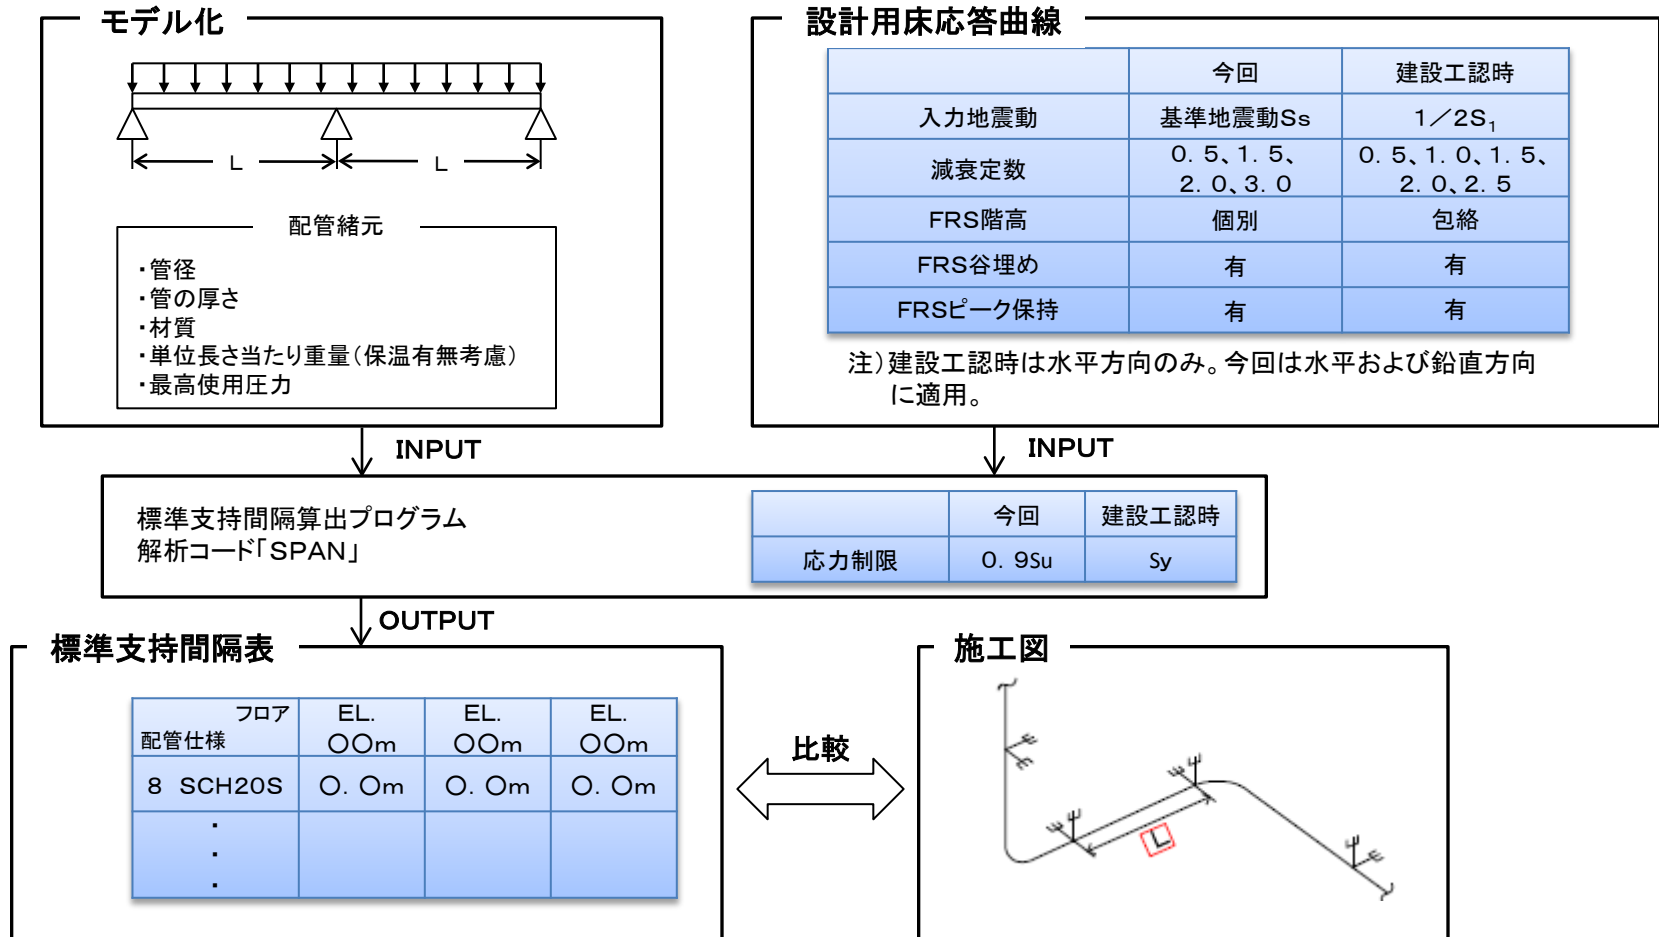 モデル化
L
L
配管緒元
・管径
・管の厚さ
・材質
・単位長さ当たり重量(保温有無考慮)
・最高使用圧力
設計用床応答曲線
今回 建設工認時
入力地震動 基準地震動Ss 1/2S₁
減衰定数 0.5、1.5、 0.5、1.0、1.5、
2.0、3.0 2.0、2.5
FRS階高 個別 包絡
FRS谷埋め 有 有
FRSピーク保持 有 有
注)建設工認時は水平方向のみ。今回は水平および鉛直方向
に適用。
INPUT
INPUT
標準支持間隔算出プログラム
解析コード「SPAN」
今回 建設工認時
応力制限 0.9Su Sy
OUTPUT
標準支持間隔表
フロア EL. EL. EL.
配管仕様 〇〇m 〇〇m 〇〇m
8 SCH20S 〇.〇m 〇.〇m 〇.〇m
・
・
・
比較
施工図
L